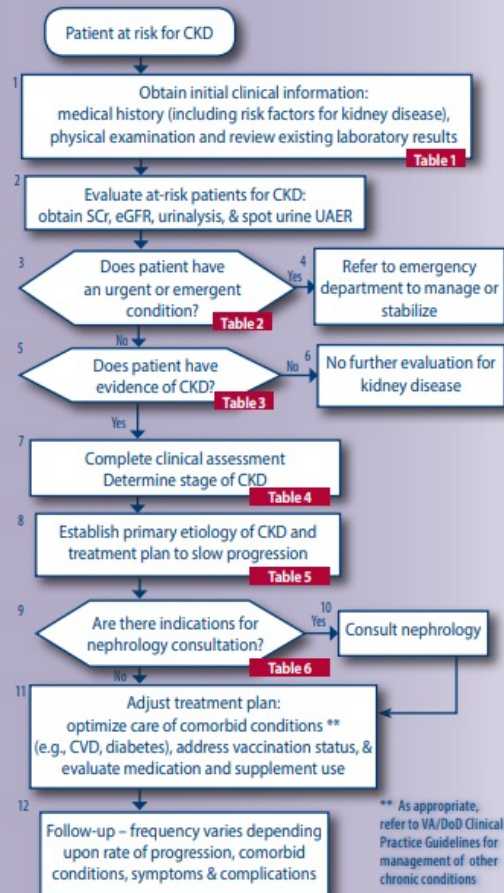 Patient at risk for CKD
1
Obtain initial clinical information:
medical history (including risk factors for kidney disease),
physical examination and review existing laboratory results
Table 1
2
Evaluate at-risk patients for CKD:
obtain SCr, eGFR, urinalysis, & spot urine UAER
3
Does patient have
an urgent or emergent
condition?
Table 2
Yes
4
Refer to emergency
department to manage or
stabilize
No
5
Does patient have
evidence of CKD?
Table 3
No
6
No further evaluation for
kidney disease
Yes
7
Complete clinical assessment
Determine stage of CKD
Table 4
8
Establish primary etiology of CKD and
treatment plan to slow progression
Table 5
9
Are there indications for
nephrology consultation?
Table 6
10
Yes
Consult nephrology
No
11
Adjust treatment plan:
optimize care of comorbid conditions **
(e.g., CVD, diabetes), address vaccination status, &
evaluate medication and supplement use
12
Follow-up – frequency varies depending
upon rate of progression, comorbid
conditions, symptoms & complications
** As appropriate,
refer to VA/DoD Clinical
Practice Guidelines for
management of other
chronic conditions